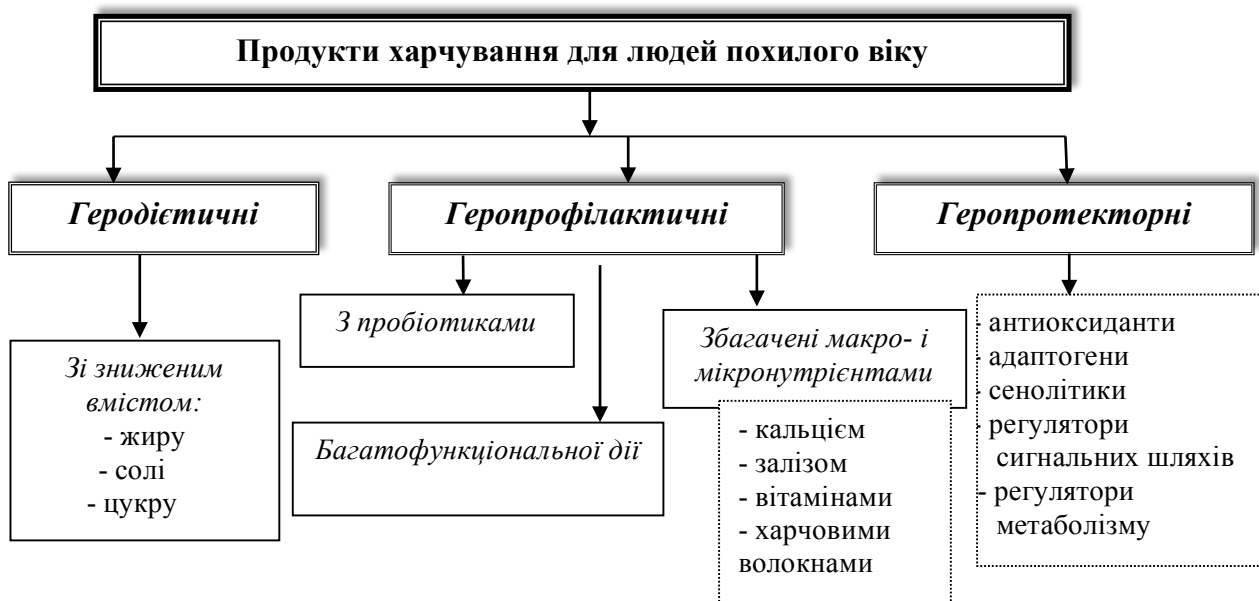 Продукти харчування для людей похилого віку
Геродієтичні
Геропрофілактичні
Геропротекторні
Зі зниженим
вмістом:
- жиру
- солі
- цукру
З пробіотиками
Багатофункціональної дії
Збагачені макро- і
мікронутрієнтами
- кальцієм
- залізом
- вітамінами
- харчовими
волокнами
- антиоксиданти
- адаптогени
- сенолітики
- регулятори
сигнальних шляхів
- регулятори
метаболізму